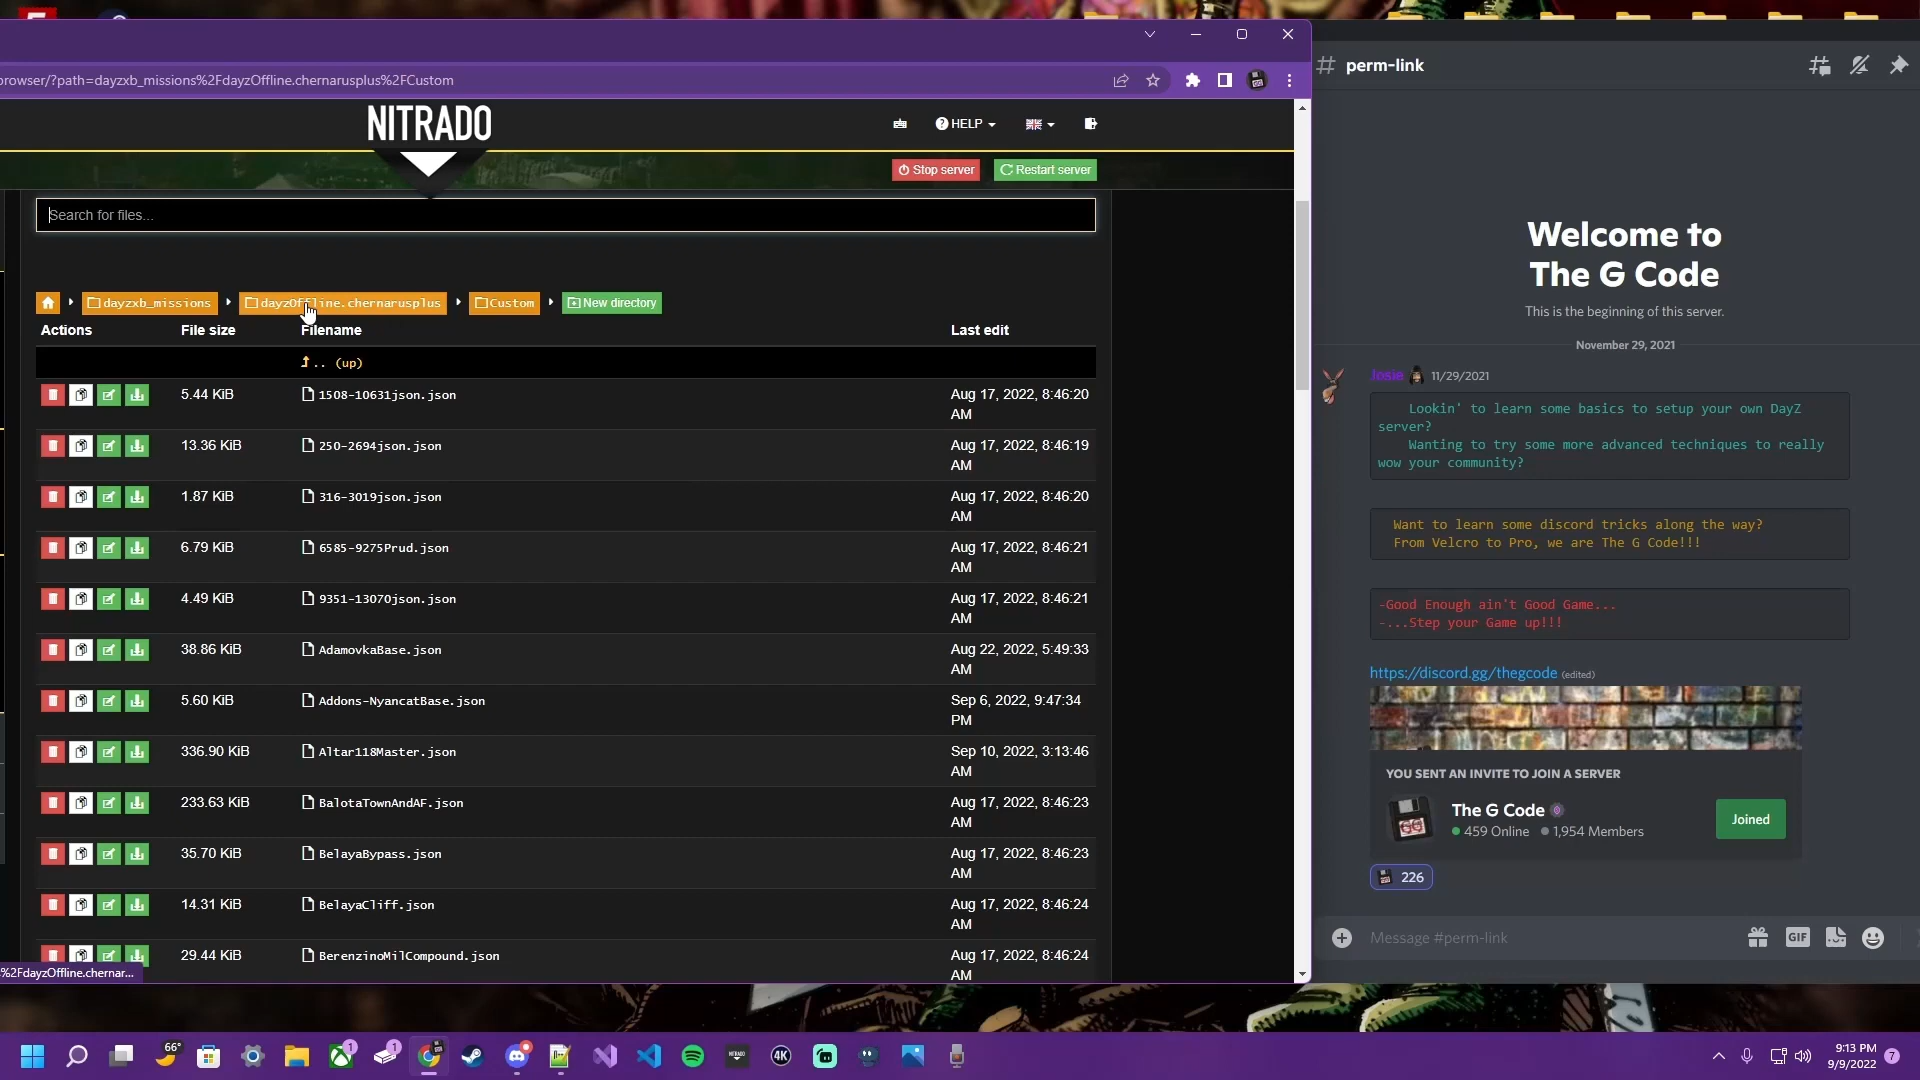 browser/?path=dayzxb_missions%2FdayzOffline.chernarusplus%2FCustom
NITRADO
HELP
Stop server
Restart server
Search for files...
dayzxb_missions
dayzOffline.chernarusplus
Custom
New directory
Actions
File size
Filename
Last edit
.. (up)
5.44 KiB
1508-10631json.json
Aug 17, 2022, 8:46:20
AM
13.36 KiB
250-2694json.json
Aug 17, 2022, 8:46:19
AM
1.87 KiB
316-3019json.json
Aug 17, 2022, 8:46:20
AM
6.79 KiB
6585-9275Prud.json
Aug 17, 2022, 8:46:21
AM
4.49 KiB
9351-13070json.json
Aug 17, 2022, 8:46:21
AM
38.86 KiB
AdamovkaBase.json
Aug 22, 2022, 5:49:33
AM
5.60 KiB
Addons-NyancatBase.json
Sep 6, 2022, 9:47:34
PM
336.90 KiB
Altar118Master.json
Sep 10, 2022, 3:13:46
AM
233.63 KiB
BalotaTownAndAF.json
Aug 17, 2022, 8:46:23
AM
35.70 KiB
BelayaBypass.json
Aug 17, 2022, 8:46:23
AM
14.31 KiB
BelayaCliff.json
Aug 17, 2022, 8:46:24
AM
29.44 KiB
BerenzinoMilCompound.json
Aug 17, 2022, 8:46:24
AM
%2FdayzOffline.chernar...
# perm-link
Welcome to
The G Code
This is the beginning of this server.
November 29, 2021
Josie
11/29/2021
Lookin' to learn some basics to setup your own DayZ
server?
Wanting to try some more advanced techniques to really
wow your community?
Want to learn some discord tricks along the way?
From Velcro to Pro, we are The G Code!!!
-Good Enough ain't Good Game...
-...Step your Game up!!!
https://discord.gg/thegcode (edited)
YOU SENT AN INVITE TO JOIN A SERVER
The G Code
459 Online
1,954 Members
Joined
226
Message #perm-link
GIF
66°
1
1
NITRADO
4K
9:13 PM
9/9/2022
7